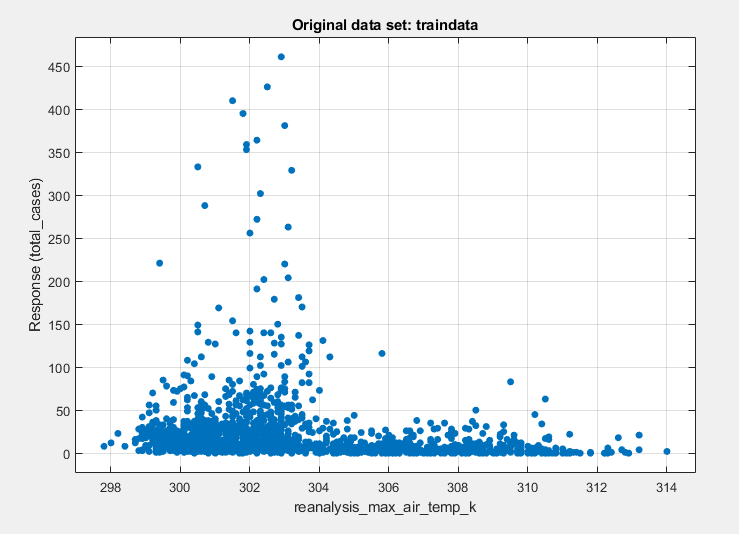 Original data set: traindata
Response (total_cases)
450
400
350
300
250
200
150
100
50
0
298 300 302 304 306 308 310 312 314
reanalysis_max_air_temp_k